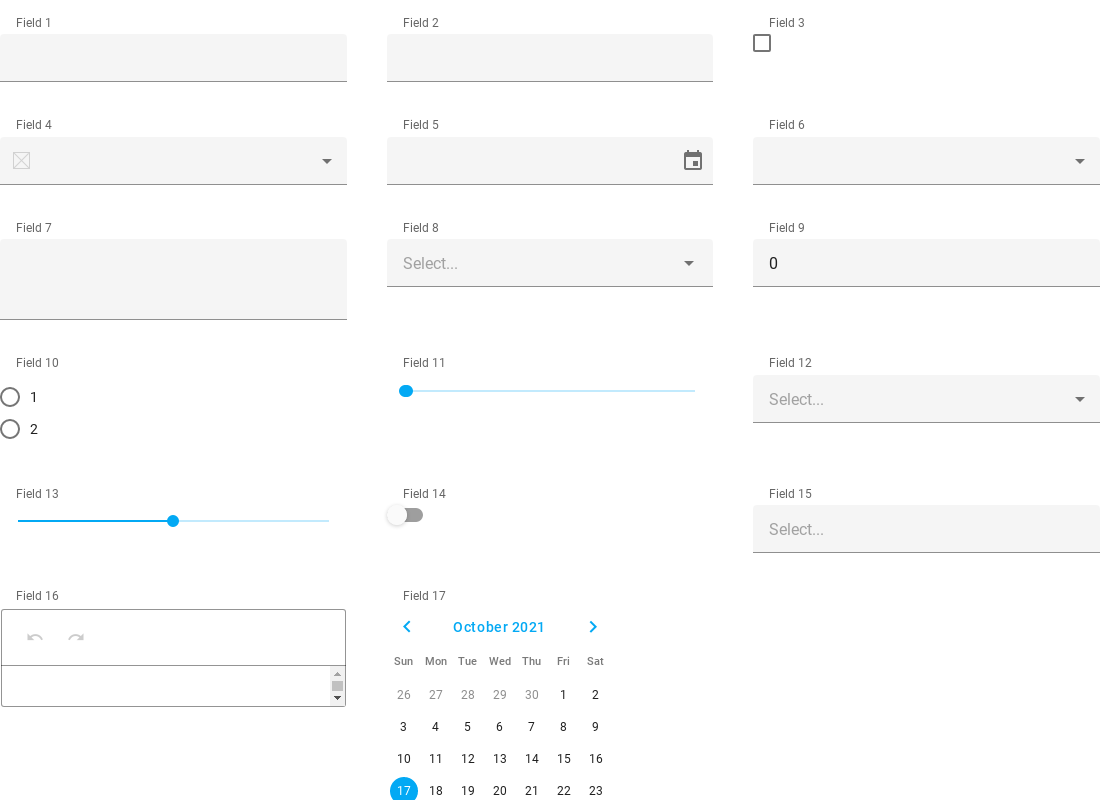 Field 1
Field 2
Field 3
Field 4
Field 5
Field 6
Field 7
Field 8
Select...
Field 9
0
Field 10
1
2
Field 11
Field 12
Select...
Field 13
Field 14
Field 15
Select...
Field 16
Field 17
October 2021
Sun Mon Tue Wed Thu Fri Sat
26 27 28 29 30 1 2
3 4 5 6 7 8 9
10 11 12 13 14 15 16
17 18 19 20 21 22 23